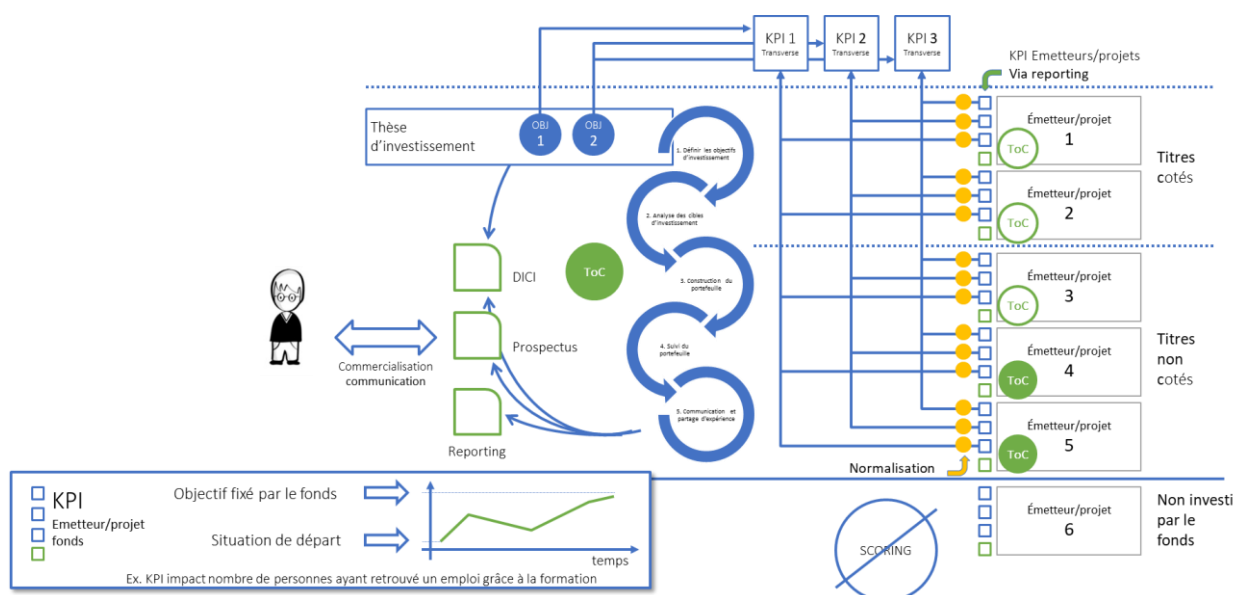 KPI 1
Transverse
KPI 2
Transverse
KPI 3
Transverse
KPI Emetteurs/projets
Via reporting
Thèse
d’investissement
OBJ
1
OBJ
2
1. Définir les objectifs
d’investissement
2. Analyse des cibles
d’investissement
3. Construction du
portefeuille
4. Suivi du
portefeuille
5. Communication et
partage d’expérience
DICI
ToC
Prospectus
Reporting
Commercialisation
communication
Émetteur/projet
1
ToC
Émetteur/projet
2
ToC
Titres
cotés
Émetteur/projet
3
ToC
Émetteur/projet
4
ToC
Émetteur/projet
5
ToC
Titres
non
cotés
Normalisation
Émetteur/projet
6
Non investi
par le
fonds
SCORING
KPI
Emetteur/projet
fonds
Objectif fixé par le fonds
Situation de départ
temps
Ex. KPI impact nombre de personnes ayant retrouvé un emploi grâce à la formation